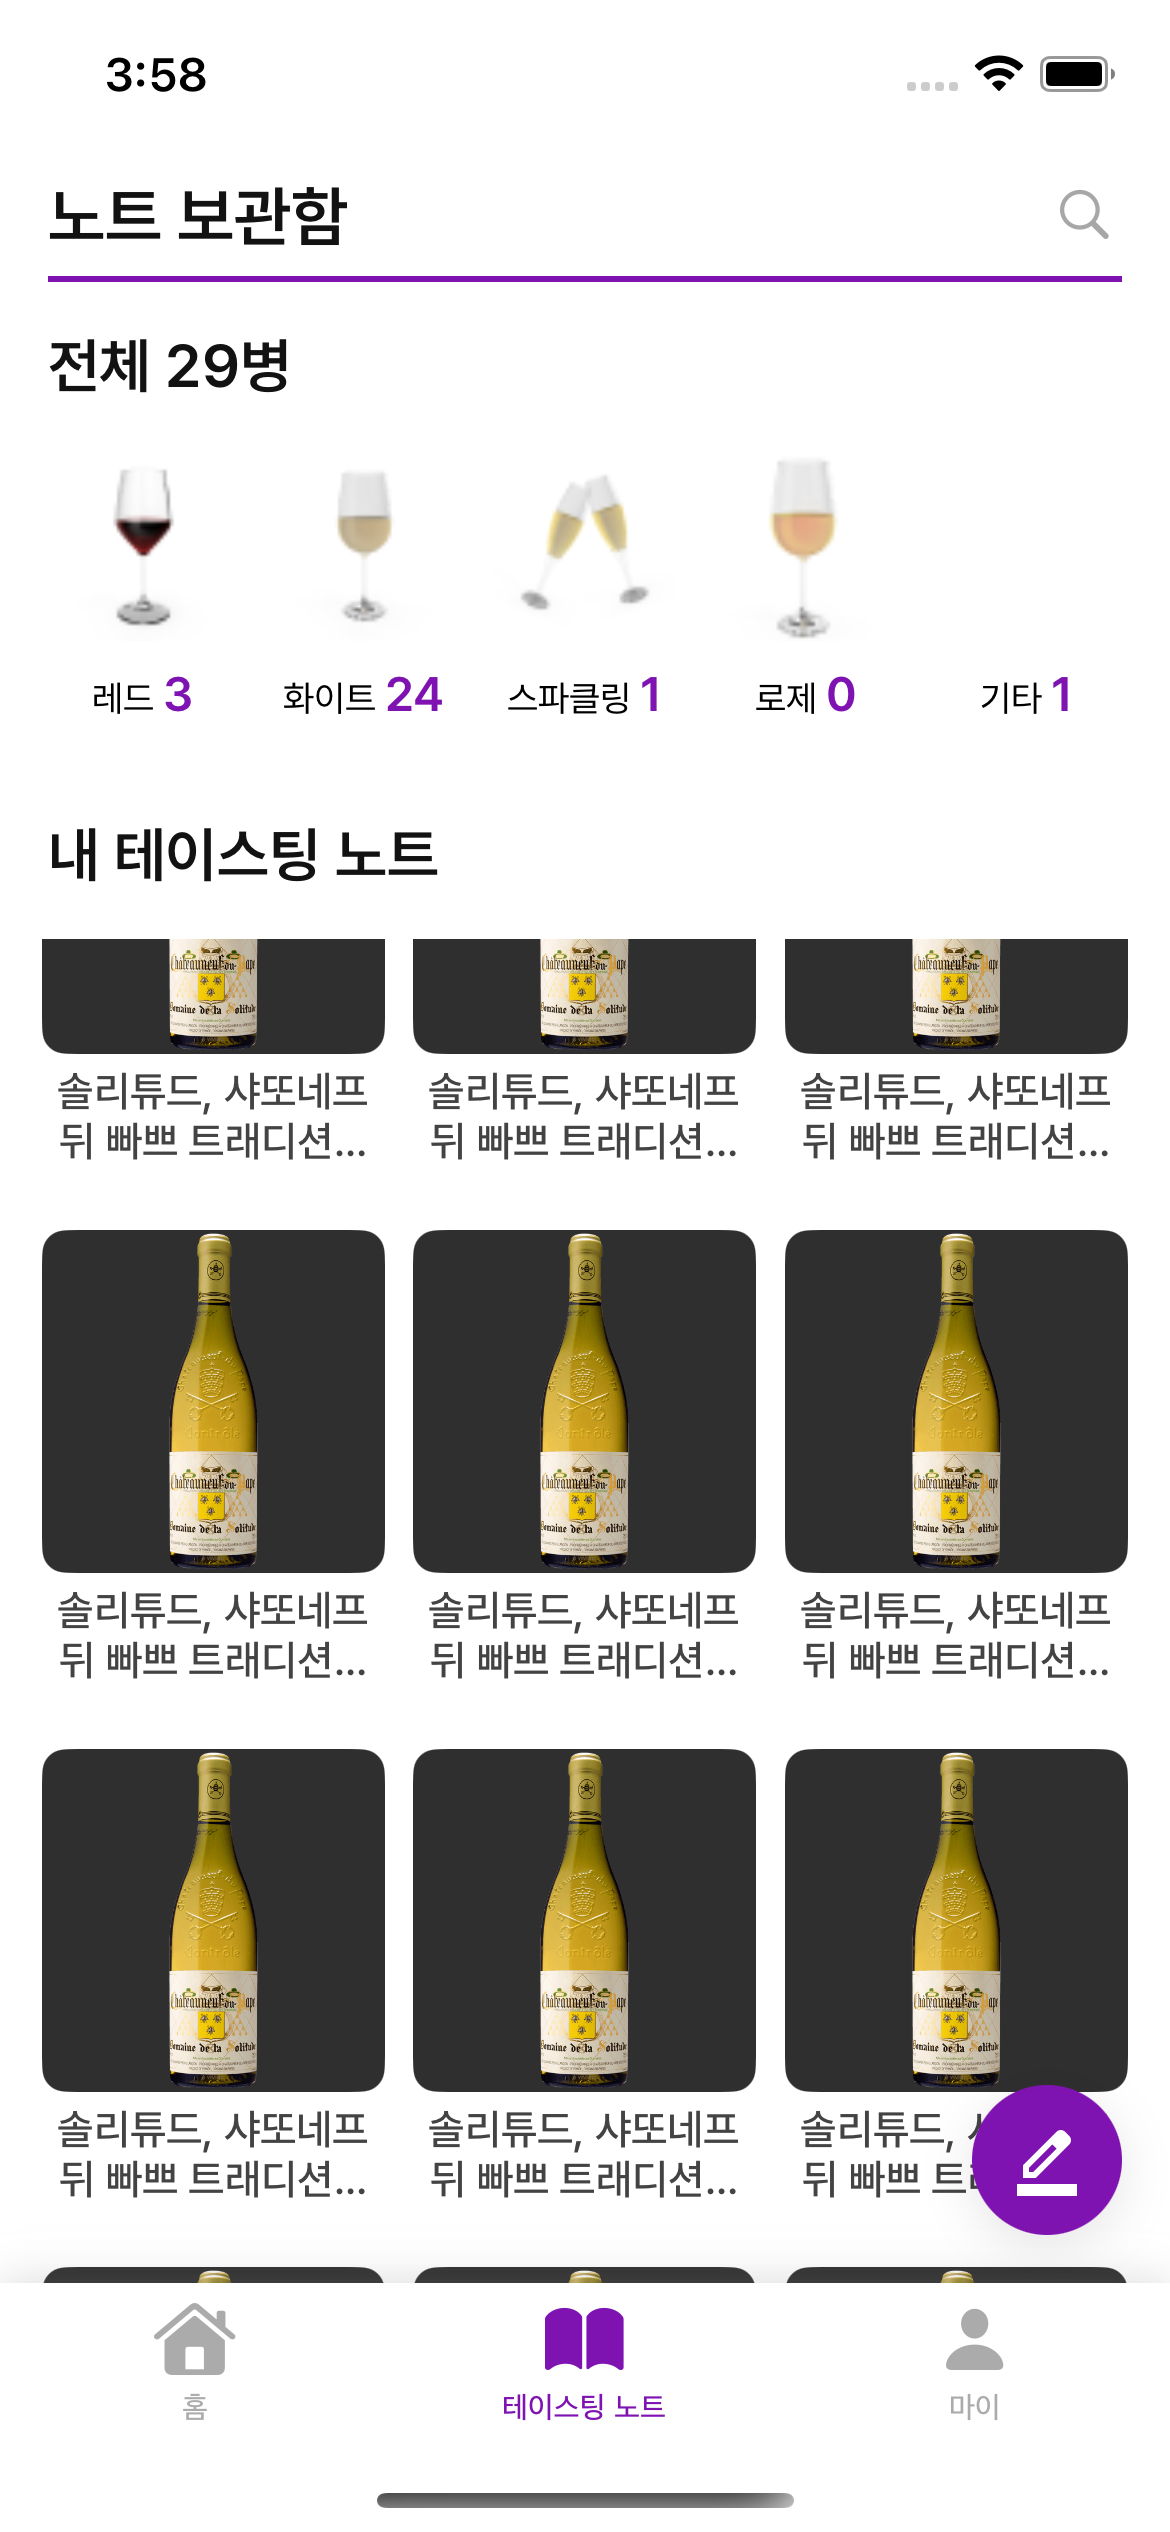 3:58
노트 보관함
전체 29병
레드 3
화이트 24
스파클링 1
로제 0
기타 1
내 테이스팅 노트
Châteauneuf-du-Pape Châteauneuf-du-Pape Châteauneuf-du-Pape
Domaine de la Solitude Domaine de la Solitude Domaine de la Solitude
솔리튜드, 샤또네프 솔리튜드, 샤또네프 솔리튜드, 샤또네프
뒤 빠쁘 트래디션... 뒤 빠쁘 트래디션... 뒤 빠쁘 트래디션...
Contrôle Contrôle Contrôle
Châteauneuf-du-Pape Châteauneuf-du-Pape Châteauneuf-du-Pape
Domaine de la Solitude Domaine de la Solitude Domaine de la Solitude
솔리튜드, 샤또네프 솔리튜드, 샤또네프 솔리튜드, 샤또네프
뒤 빠쁘 트래디션... 뒤 빠쁘 트래디션... 뒤 빠쁘 트래디션...
Contrôle Contrôle Contrôle
Châteauneuf-du-Pape Châteauneuf-du-Pape Châteauneuf-du-Pape
Domaine de la Solitude Domaine de la Solitude Domaine de la Solitude
솔리튜드, 샤또네프 솔리튜드, 샤또네프 솔리튜드,
뒤 빠쁘 트래디션... 뒤 빠쁘 트래디션... 뒤 빠쁘
홈
테이스팅 노트
마이